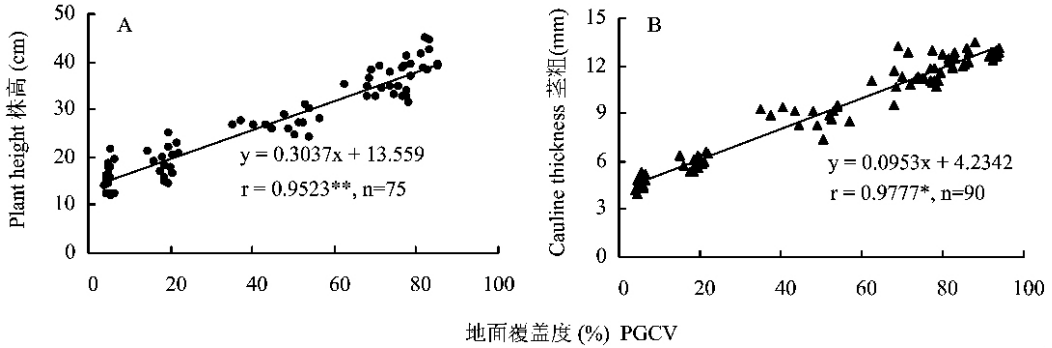 A
Plant height 株高 (cm)
50
40
30
20
10
0
y = 0.3037x + 13.559
r = 0.9523**, n=75
0 20 40 60 80 100
B
Cauline thickness 茎粗(mm)
15
12
9
6
3
0
y = 0.0953x + 4.2342
r = 0.9777*, n=90
0 20 40 60 80 100
地面覆盖度 (%) PGCV